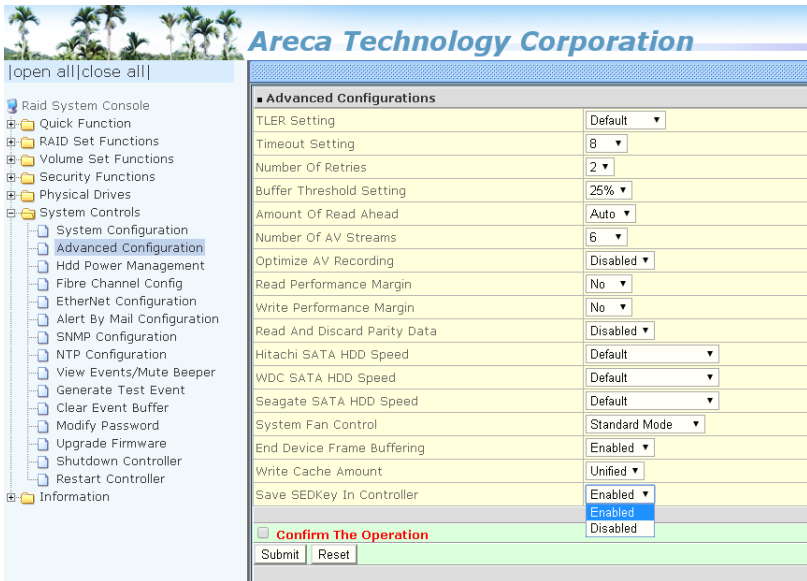 Areca Technology Corporation
|open all|close all|
Raid System Console
Quick Function
RAID Set Functions
Volume Set Functions
Security Functions
Physical Drives
System Controls
System Configuration
Advanced Configuration
Hdd Power Management
Fibre Channel Config
EtherNet Configuration
Alert By Mail Configuration
SNMP Configuration
NTP Configuration
View Events/Mute Beeper
Generate Test Event
Clear Event Buffer
Modify Password
Upgrade Firmware
Shutdown Controller
Restart Controller
Information
Advanced Configurations
TLER Setting Default
Timeout Setting 8
Number Of Retries 2
Buffer Threshold Setting 25%
Amount Of Read Ahead Auto
Number Of AV Streams 6
Optimize AV Recording Disabled
Read Performance Margin No
Write Performance Margin No
Read And Discard Parity Data Disabled
Hitachi SATA HDD Speed Default
WDC SATA HDD Speed Default
Seagate SATA HDD Speed Default
System Fan Control Standard Mode
End Device Frame Buffering Enabled
Write Cache Amount Unified
Save SEDKey In Controller Enabled
Enabled
Disabled
Confirm The Operation
Submit Reset